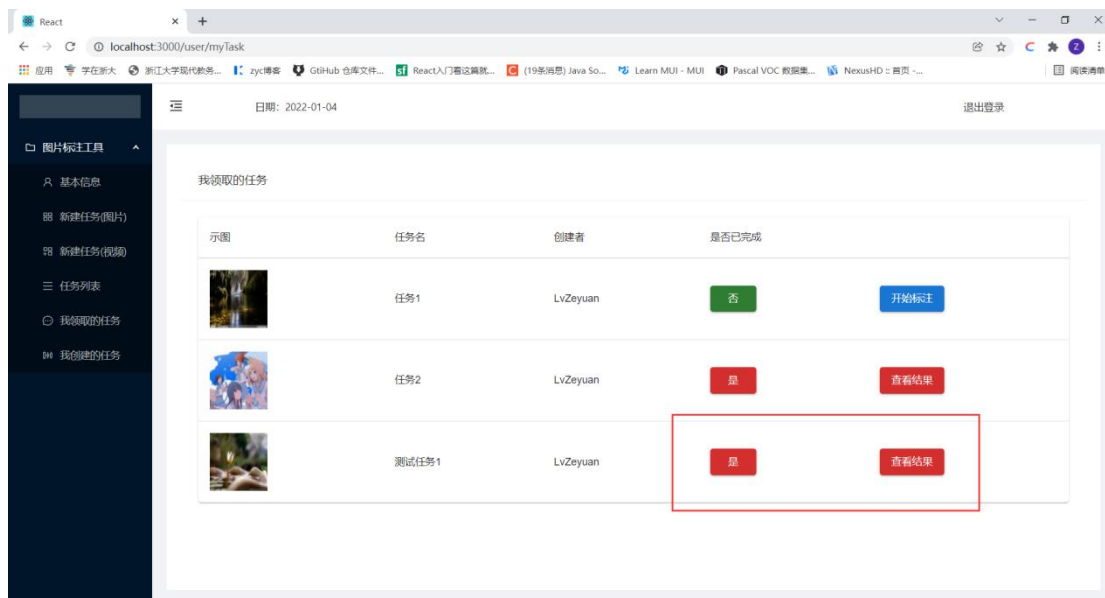 React
localhost:3000/user/myTask
Z
应用 学在浙大 浙江大学现代教务... zyc博客 GtiHub 仓库文件... React入门看这篇就... (19条消息) Java So... Learn MUI - MUI Pascal VOC 数据集... NexusHD :: 首页 -... 阅读清单
日期: 2022-01-04 退出登录
图片标注工具
基本信息
新建任务(图片)
新建任务(视频)
任务列表
我领取的任务
我创建的任务
我领取的任务
示图 任务名 创建者 是否已完成
任务1 LvZeyuan 否 开始标注
任务2 LvZeyuan 是 查看结果
测试任务1 LvZeyuan 是 查看结果